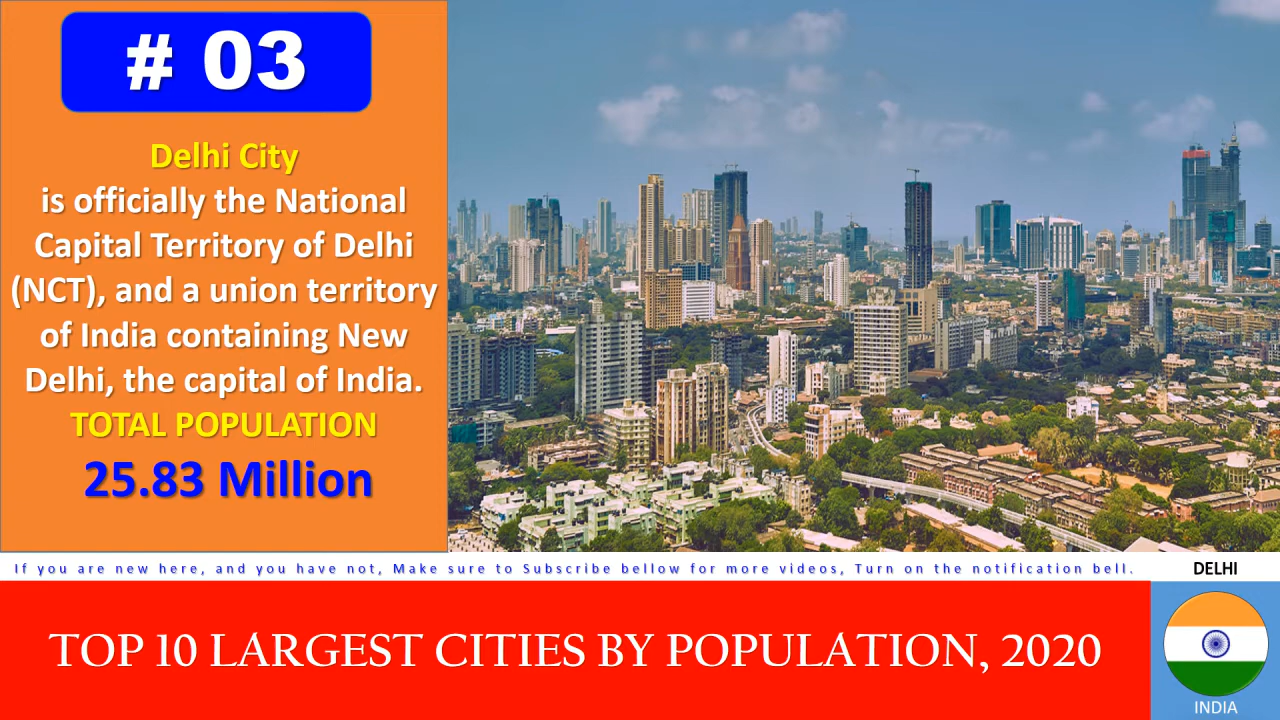 # 03
Delhi City
is officially the National
Capital Territory of Delhi
(NCT), and a union territory
of India containing New
Delhi, the capital of India.
TOTAL POPULATION
25.83 Million
If you are new here, and you have not, Make sure to Subscribe bellow for more videos, Turn on the notification bell.
DELHI
TOP 10 LARGEST CITIES BY POPULATION, 2020
INDIA